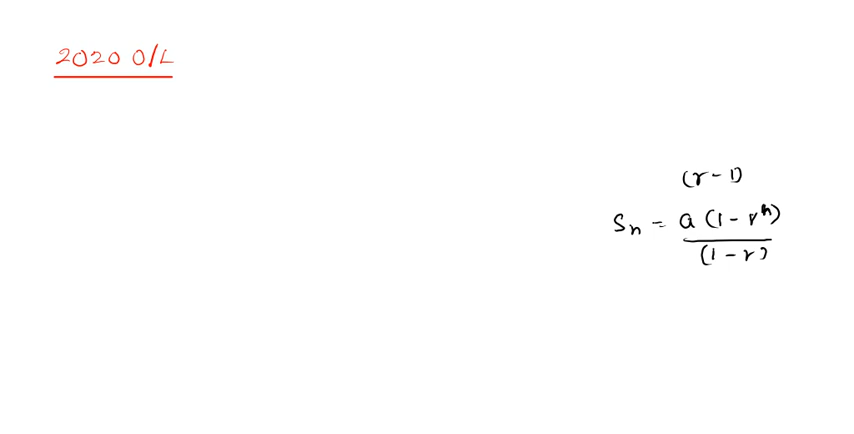 2020 O/L
(r - 1)
Sn = a (1 - r^n)
(1 - r)